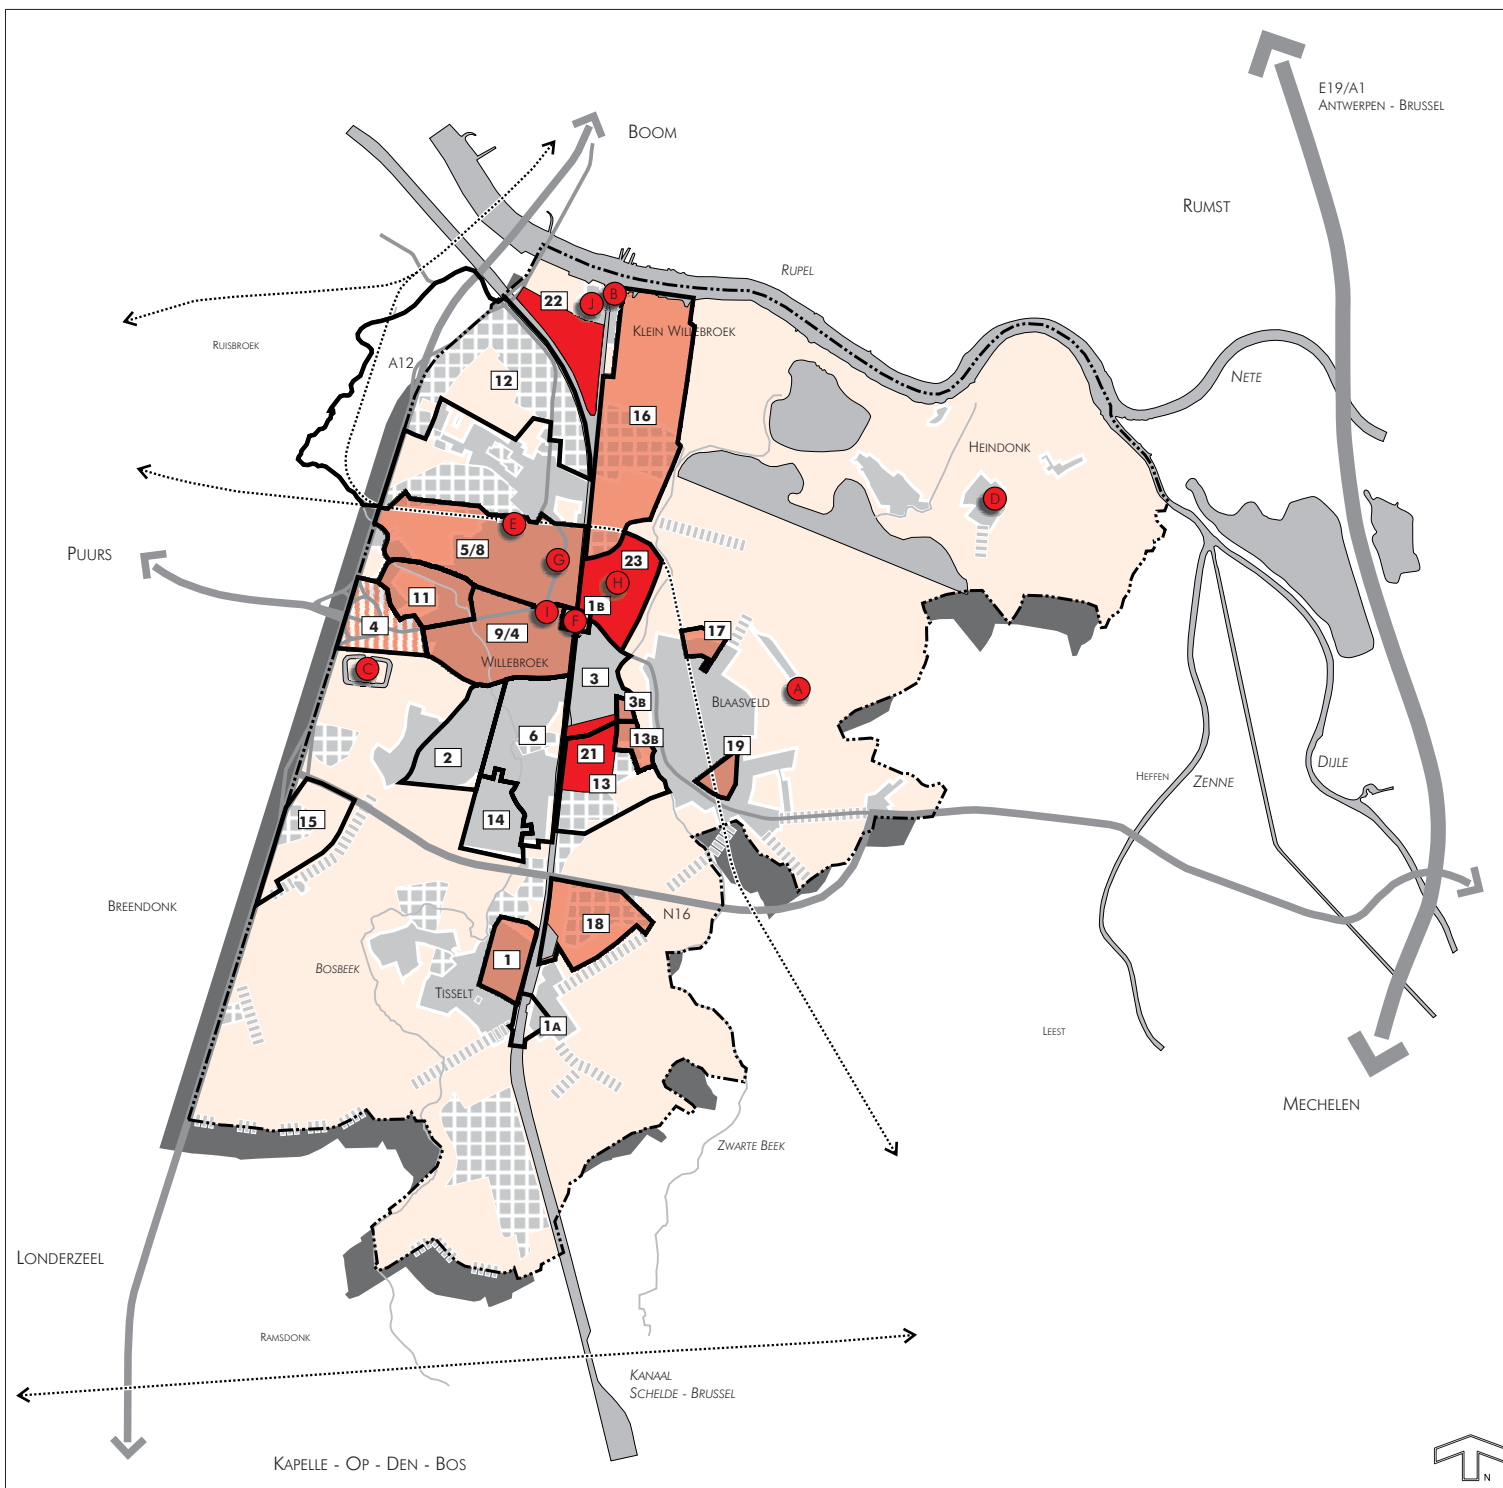 E19/A1
ANTWERPEN - BRUSSEL
BOOM
RUMST
RUPEL
22
J
B
KLEIN WILLEBROEK
RUISBROEK
A12
12
NETE
16
HEINDONK
D
E
PUURS
5/8
G
23
H
11
1B
I
F
4
9/4
17
WILLEBROEK
C
3
A
3B
BLAASVELD
6
13B
19
2
21
13
HEFFEN
ZENNE
DIJLE
15
14
BREENDONK
N16
18
1
BOSBEEK
TISSELT
1A
LEEST
MECHELEN
ZWARTE BEEK
LONDERZEEL
RAMSDONK
KANAAL
SCHELDE - BRUSSEL
KAPELLE - OP - DEN - BOS
N